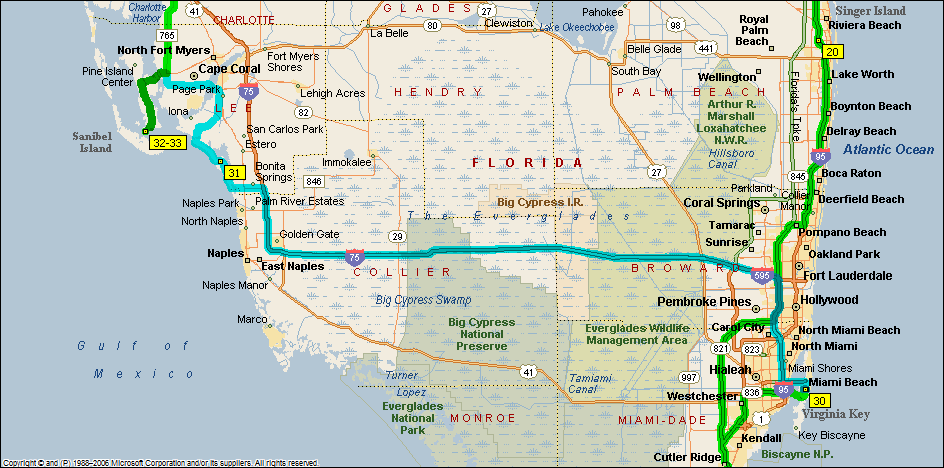 Charlotte
Harbor
CHARLOTTE
GLADES
27
80
Clewiston
Lake Okeechobee
Pahokee
98
Royal
Palm
Beach
Singer Island
Riviera Beach
765
La Belle
Belle Glade
441
20
North Fort Myers
Fort Myers
Shores
South Bay
Wellington
Lake Worth
Pine Island
Center
Cape Coral
Page Park
75
Lehigh Acres
HENDRY
PALM BEACH
Florida's Tnke
Arthur R.
Marshall
Loxahatchee
N.W.R.
Boynton Beach
Iona
LEE
82
Sanibel
Island
32-33
San Carlos Park
Estero
Delray Beach
Hillsboro
Canal
95
Atlantic Ocean
31
Bonita
Springs
Immokalee
FLORIDA
27
Boca Raton
846
845
Parkland
Collier
Manor
Deerfield Beach
Naples Park
Palm River Estates
Big Cypress I.R.
Coral Springs
North Naples
The Everglades
Tamarac
Pompano Beach
Golden Gate
29
Sunrise
Oakland Park
Naples
East Naples
75
COLLIER
BROWARD
595
Fort Lauderdale
Naples Manor
Big Cypress Swamp
Pembroke Pines
Hollywood
Marco
Big Cypress
National
Preserve
Everglades Wildlife
Management Area
Carol City
North Miami Beach
Gulf of
Mexico
821
823
North Miami
Turner
41
Tamiami
Canal
997
Hialeah
Miami Shores
Lopez
836
95
Miami Beach
Everglades
National
Park
Westchester
30
MONROE
MIAMI-DADE
1
Virginia Key
Kendall
Key Biscayne
Cutler Ridge
Biscayne N.P.
Copyright © and (P) 1988–2006 Microsoft Corporation and/or its suppliers. All rights reserved.